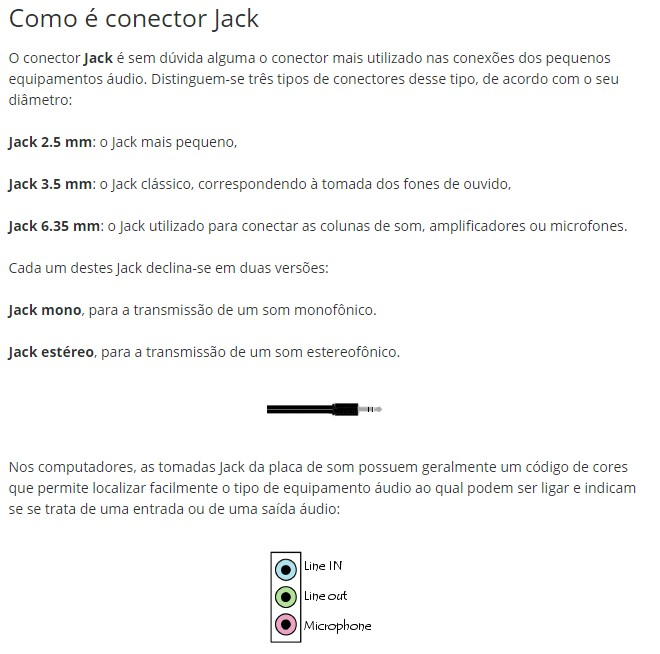 Como é conector Jack
O conector Jack é sem dúvida alguma o conector mais utilizado nas conexões dos pequenos
equipamentos áudio. Distinguem-se três tipos de conectores desse tipo, de acordo com o seu
diâmetro:
Jack 2.5 mm: o Jack mais pequeno,
Jack 3.5 mm: o Jack clássico, correspondendo à tomada dos fones de ouvido,
Jack 6.35 mm: o Jack utilizado para conectar as colunas de som, amplificadores ou microfones.
Cada um destes Jack declina-se em duas versões:
Jack mono, para a transmissão de um som monofônico.
Jack estéreo, para a transmissão de um som estereofônico.
Nos computadores, as tomadas Jack da placa de som possuem geralmente um código de cores
que permite localizar facilmente o tipo de equipamento áudio ao qual podem ser ligar e indicam
se se trata de uma entrada ou de uma saída áudio:
Line IN
Line out
Microphone